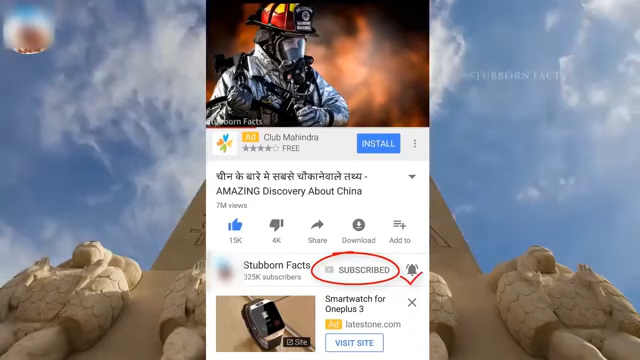 ©STUBBORN FACTS
Stubborn Facts
Ad Club Mahindra
FREE
INSTALL
चीन के बारे मे सबसे चौंकानेवाले तथ्य -
AMAZING Discovery About China
7M views
15K
4K
Share
Download
Add to
Stubborn Facts
325K subscribers
SUBSCRIBED
Smartwatch for
Oneplus 3
Ad latestone.com
Site
VISIT SITE